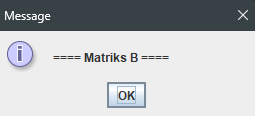 Message
==== Matriks B ====
OK